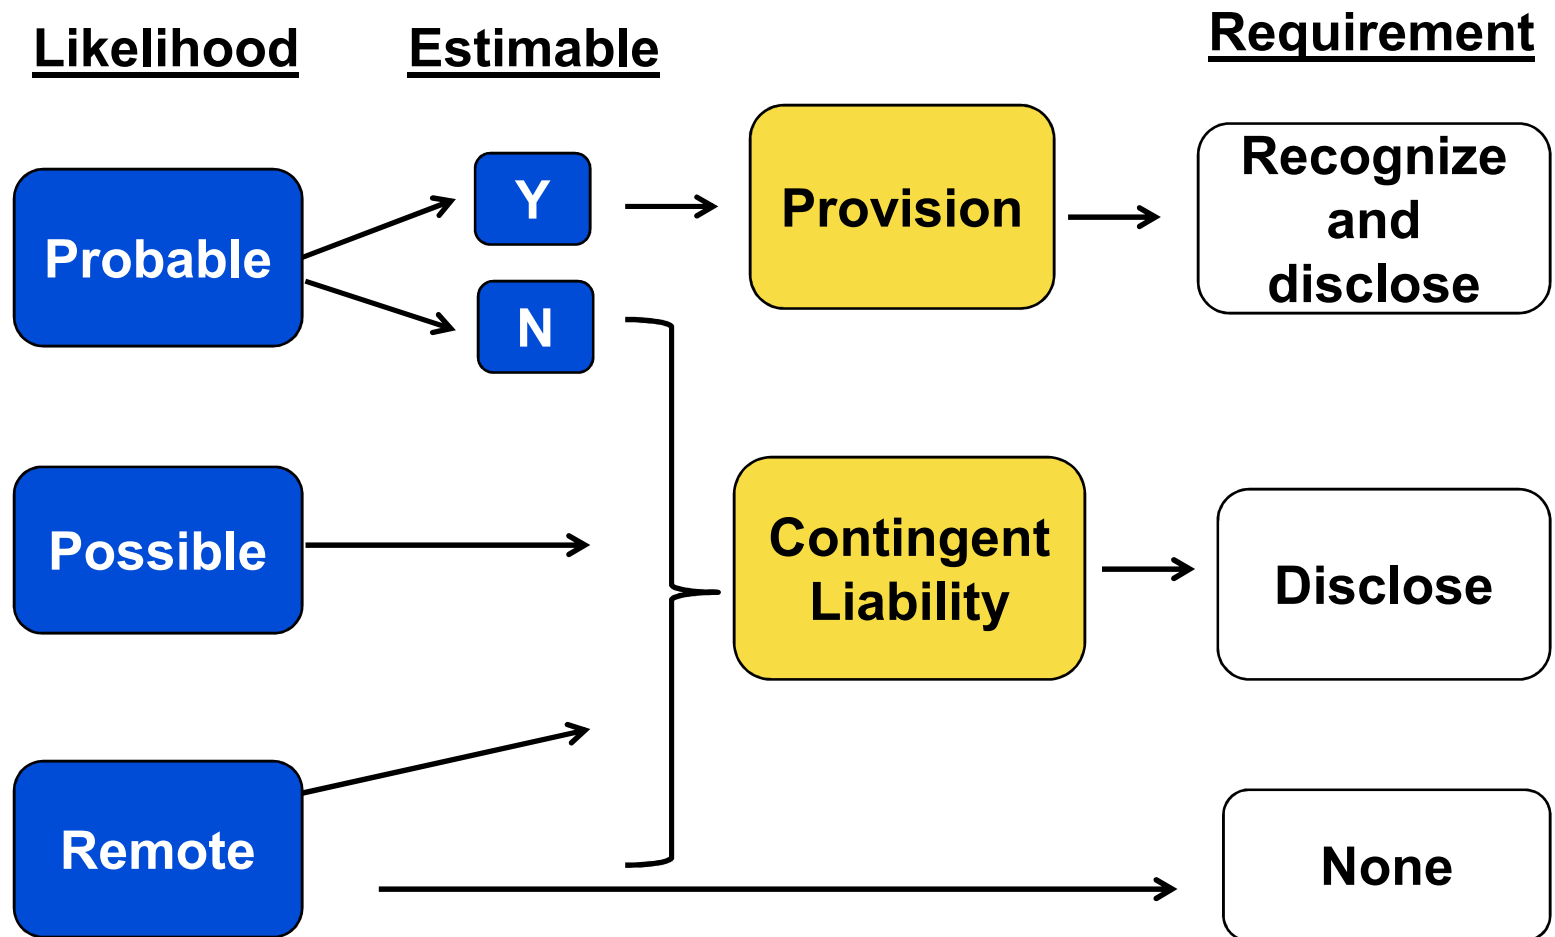 Likelihood
Estimable
Requirement
Probable
Y
N
Provision
Recognize
and
disclose
Possible
Contingent
Liability
Disclose
Remote
None